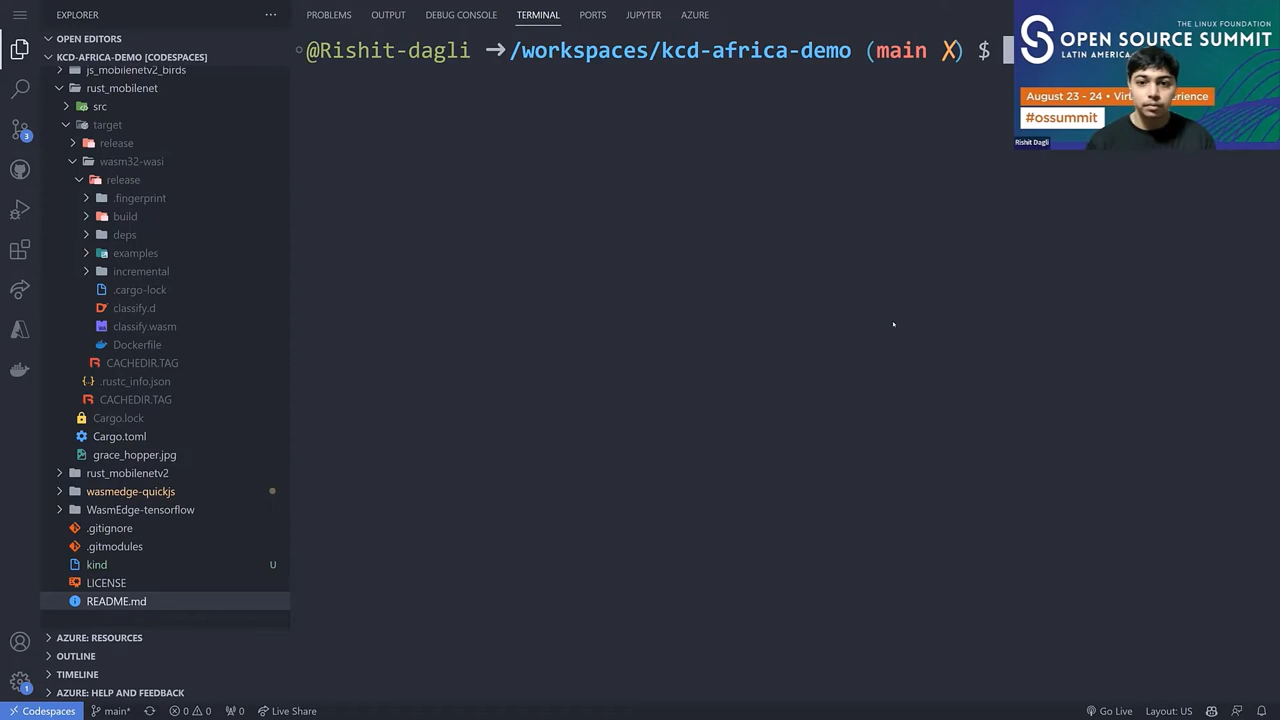 EXPLORER
OPEN EDITORS
KCD-AFRICA-DEMO [CODESPACES]
js_mobilenetv2_birds
rust_mobilenet
src
target
release
wasm32-wasi
release
.fingerprint
build
deps
examples
incremental
.cargo-lock
classify.d
classify.wasm
Dockerfile
CACHEDIR.TAG
.rustc_info.json
CACHEDIR.TAG
Cargo.lock
Cargo.toml
grace_hopper.jpg
rust_mobilenetv2
wasmedge-quickjs
WasmEdge-tensorflow
.gitignore
.gitmodules
kind U
LICENSE
README.md
AZURE: RESOURCES
OUTLINE
TIMELINE
AZURE: HELP AND FEEDBACK
PROBLEMS OUTPUT DEBUG CONSOLE TERMINAL PORTS JUPYTER AZURE
@Rishit-dagli ➜/workspaces/kcd-africa-demo (main ✗) $
THE LINUX FOUNDATION
OPEN SOURCE SUMMIT
LATIN AMERICA
August 23 - 24 •
#ossummit
Rishit Dagli
3
1
Codespaces main* 0 0 0 Live Share Go Live Layout: US